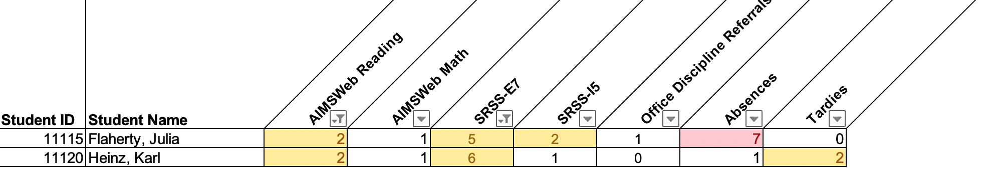 Student ID Student Name AIMSWeb Reading AIMSWeb Math SRSS-E7 SRSS-I5 Office Discipline Referrals Absences Tardies
11115 Flaherty, Julia 2 1 5 2 1 7 0
11120 Heinz, Karl 2 1 6 1 0 1 2